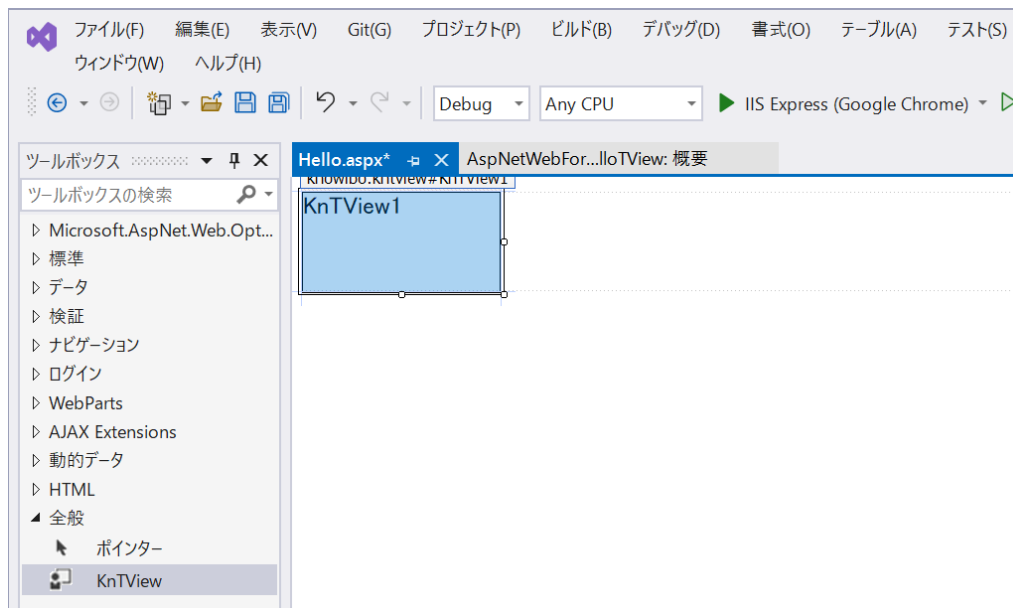 ファイル(F) 編集(E) 表示(V) Git(G) プロジェクト(P) ビルド(B) デバッグ(D) 書式(O) テーブル(A) テスト(S)
ウィンドウ(W) ヘルプ(H)
Debug Any CPU IIS Express (Google Chrome)
ツールボックス
ツールボックスの検索
Microsoft.AspNet.Web.Opt...
標準
データ
検証
ナビゲーション
ログイン
WebParts
AJAX Extensions
動的データ
HTML
全般
ポインター
KnTView
Hello.aspx* AspNetWebFor...lloTView: 概要
KnTView1